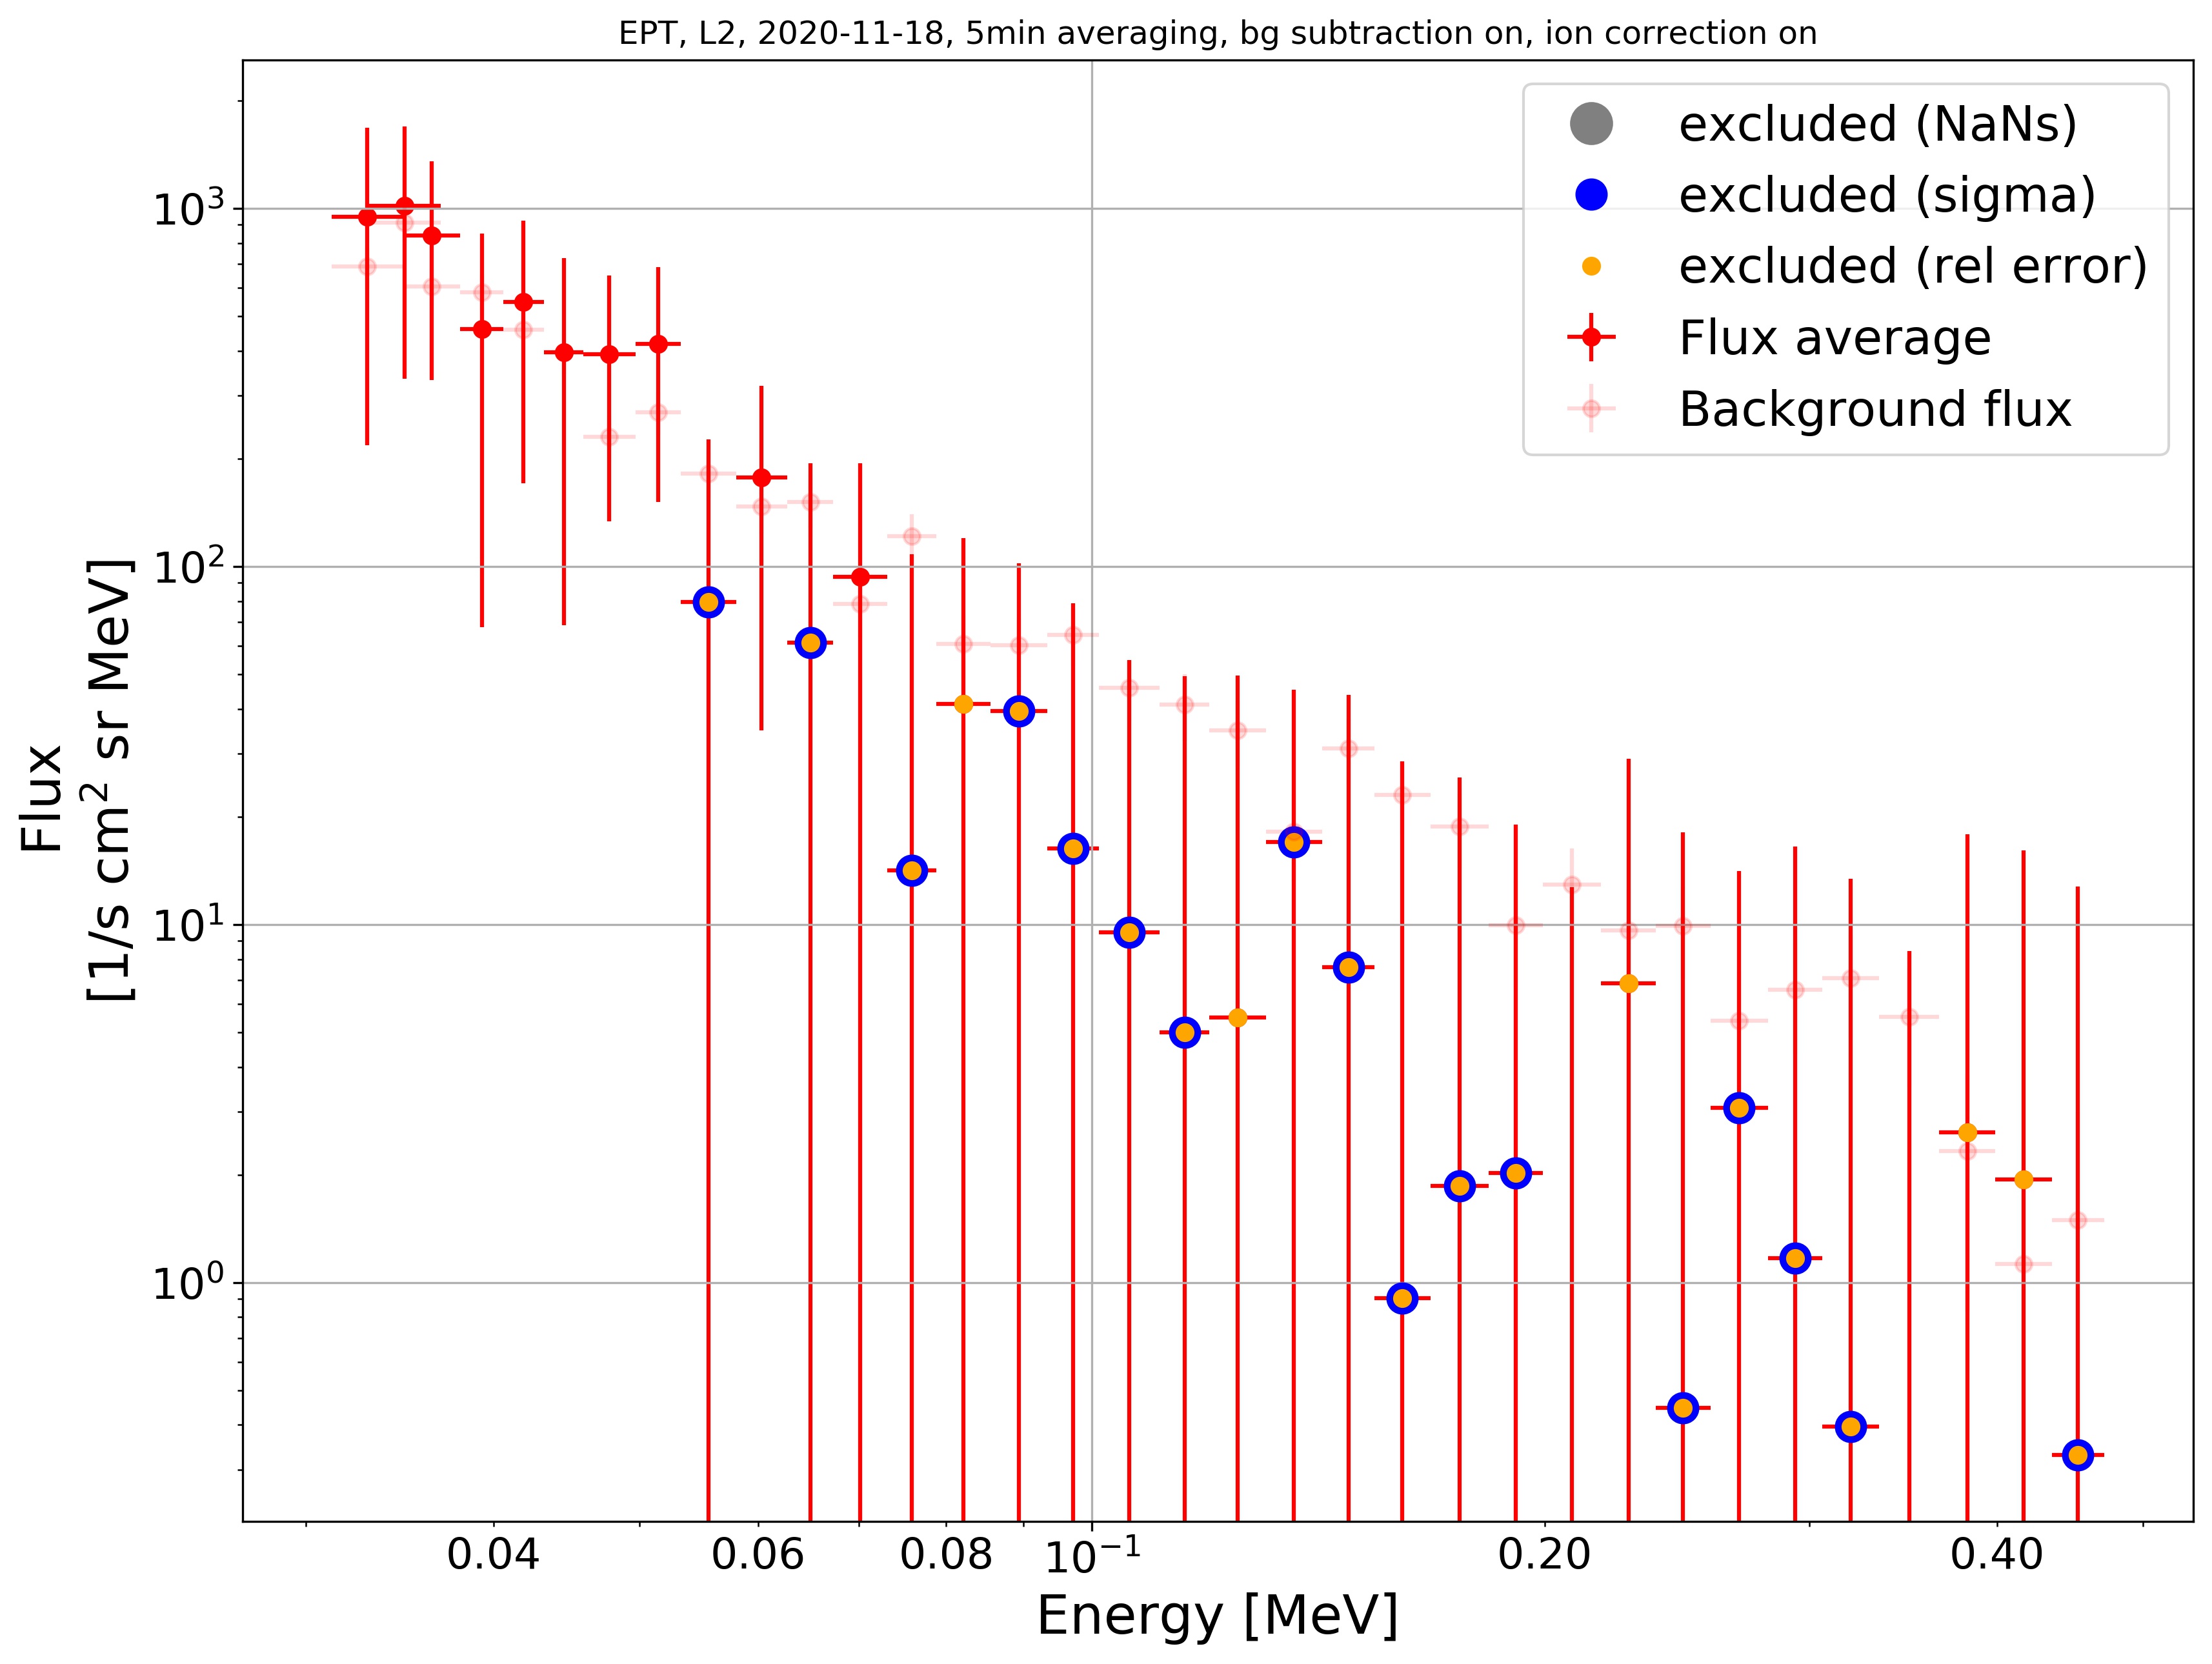 EPT, L2, 2020-11-18, 5min averaging, bg subtraction on, ion correction on
excluded (NaNs)
excluded (sigma)
excluded (rel error)
Flux average
Background flux
Flux
[1/s cm² sr MeV]
10³
10²
10¹
10⁰
0.04 0.06 0.08 10⁻¹ 0.20 0.40
Energy [MeV]